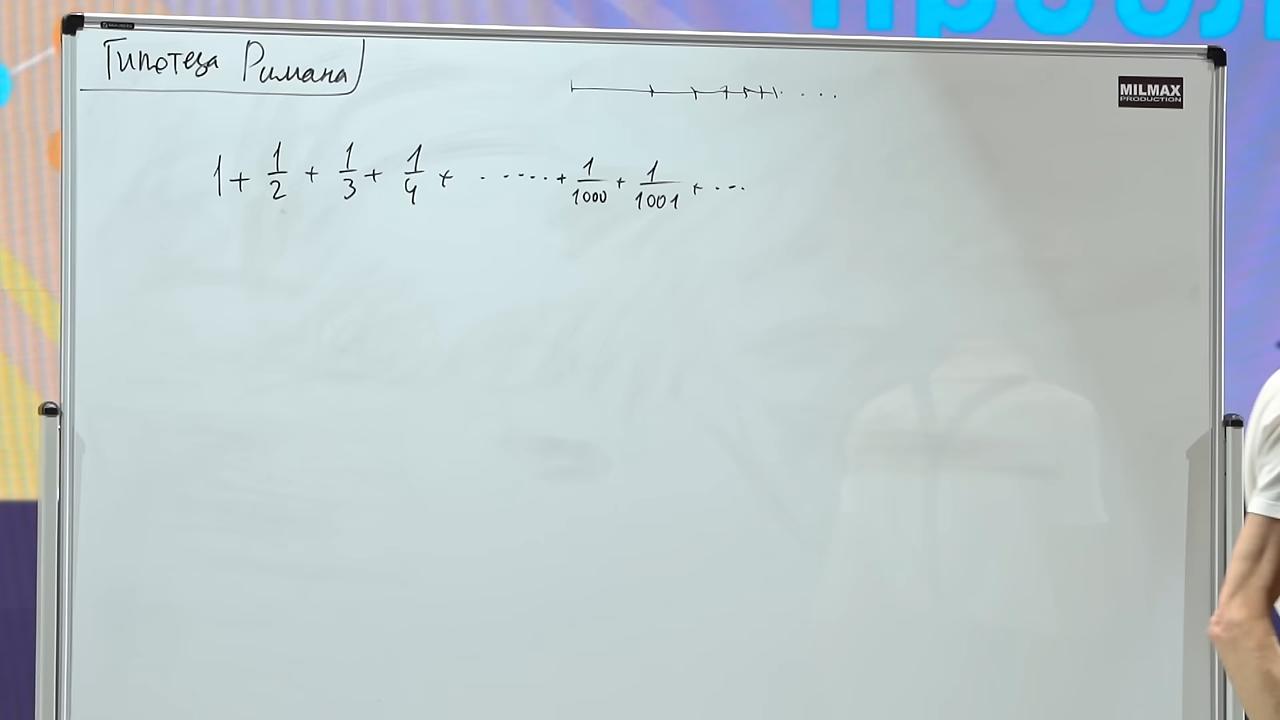 Гипотеза Римана
1 + 1/2 + 1/3 + 1/4 + ....... + 1/1000 + 1/1001 + ...
MILMAX
PRODUCTION